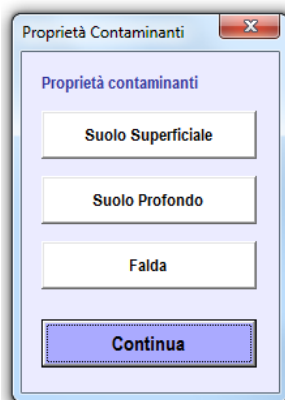 Proprietà Contaminanti
Proprietà contaminanti
Suolo Superficiale
Suolo Profondo
Falda
Continua